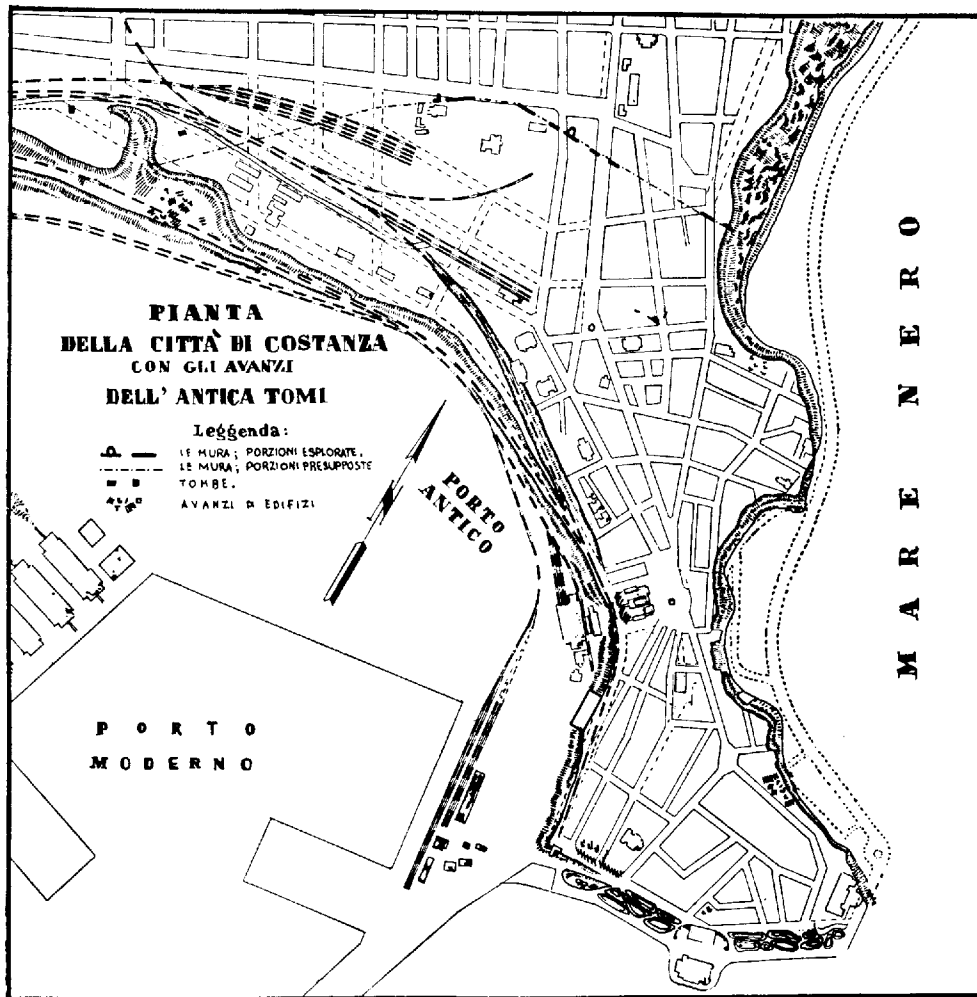 PIANTA
DELLA CITTÀ DI COSTANZA
CON GLI AVANZI
DELL' ANTICA TOMI
Leggenda:
LE MURA; PORZIONI ESPLORATE.
LE MURA; PORZIONI PRESUPPOSTE
TOMBE.
AVANZI DI EDIFIZI
PORTO
ANTICO
PORTO
MODERNO
MARE NERO